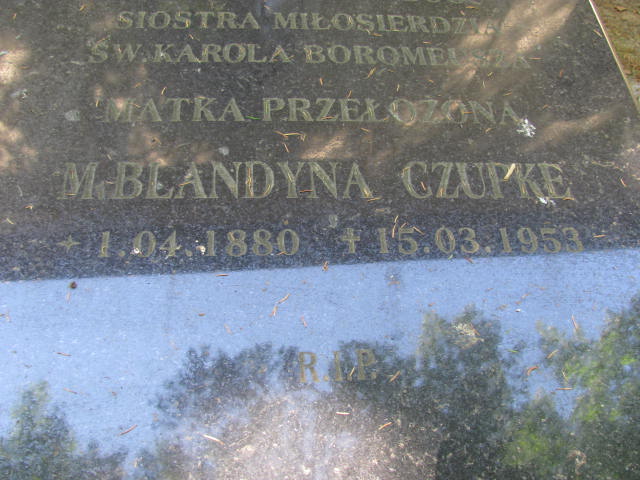 SIOSTRA MIŁOSIERDZIA
ŚW. KAROLA BOROMEUSZA
MATKA PRZEŁOŻONA
M. BLANDYNA CZUPKE
1.04.1880 ✝ 15.03.1953
R.I.P.